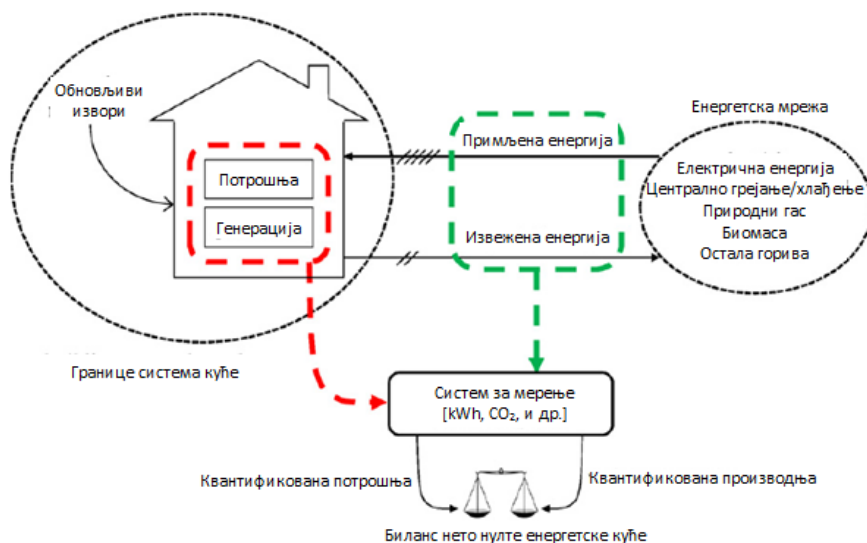 Обновљиви
извори
Потрошња
Генерација
Границе система куће
Примљена енергија
Извежена енергија
Енергетска мрежа
Електрична енергија
Централно грејање/хлађење
Природни гас
Биомаса
Остала горива
Систем за мерење
[kWh, CO₂, и др.]
Квантификована потрошња
Квантификована производња
Биланс нето нулте енергетске куће